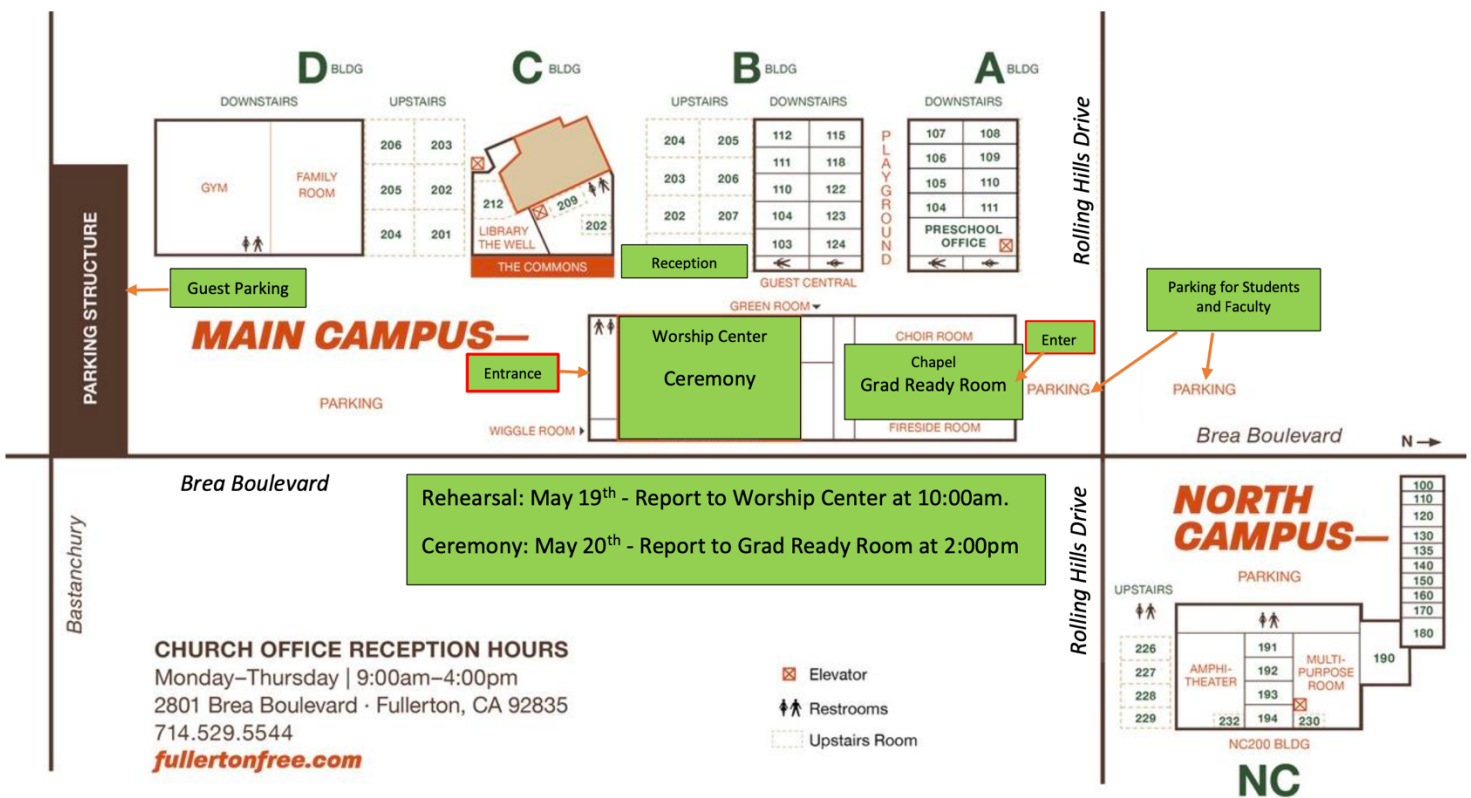 D BLDG
C BLDG
B BLDG
A BLDG
DOWNSTAIRS
UPSTAIRS
UPSTAIRS
DOWNSTAIRS
DOWNSTAIRS
GYM
FAMILY
ROOM
206 203
205 202
204 201
212
209
202
LIBRARY
THE WELL
THE COMMONS
204 205
203 206
202 207
Reception
112 115
111 118
110 122
104 123
103 124
GUEST CENTRAL
PLAYGROUND
107 108
106 109
105 110
104 111
PRESCHOOL
OFFICE
Rolling Hills Drive
PARKING STRUCTURE
Guest Parking
Parking for Students
and Faculty
MAIN CAMPUS—
GREEN ROOM
Worship Center
Ceremony
CHOIR ROOM
Chapel
Grad Ready Room
FIRESIDE ROOM
Enter
Entrance
PARKING
PARKING
PARKING
WIGGLE ROOM
Brea Boulevard
N
Brea Boulevard
Bastanchury
Rehearsal: May 19th - Report to Worship Center at 10:00am.
Ceremony: May 20th - Report to Grad Ready Room at 2:00pm
Rolling Hills Drive
NORTH
CAMPUS—
PARKING
100
110
120
130
135
140
150
160
170
180
190
UPSTAIRS
226
227
228
229
AMPHI-
THEATER
191
192
193
194
MULTI-
PURPOSE
ROOM
232
230
NC200 BLDG
NC
CHURCH OFFICE RECEPTION HOURS
Monday–Thursday | 9:00am–4:00pm
2801 Brea Boulevard · Fullerton, CA 92835
714.529.5544
fullertonfree.com
Elevator
Restrooms
Upstairs Room